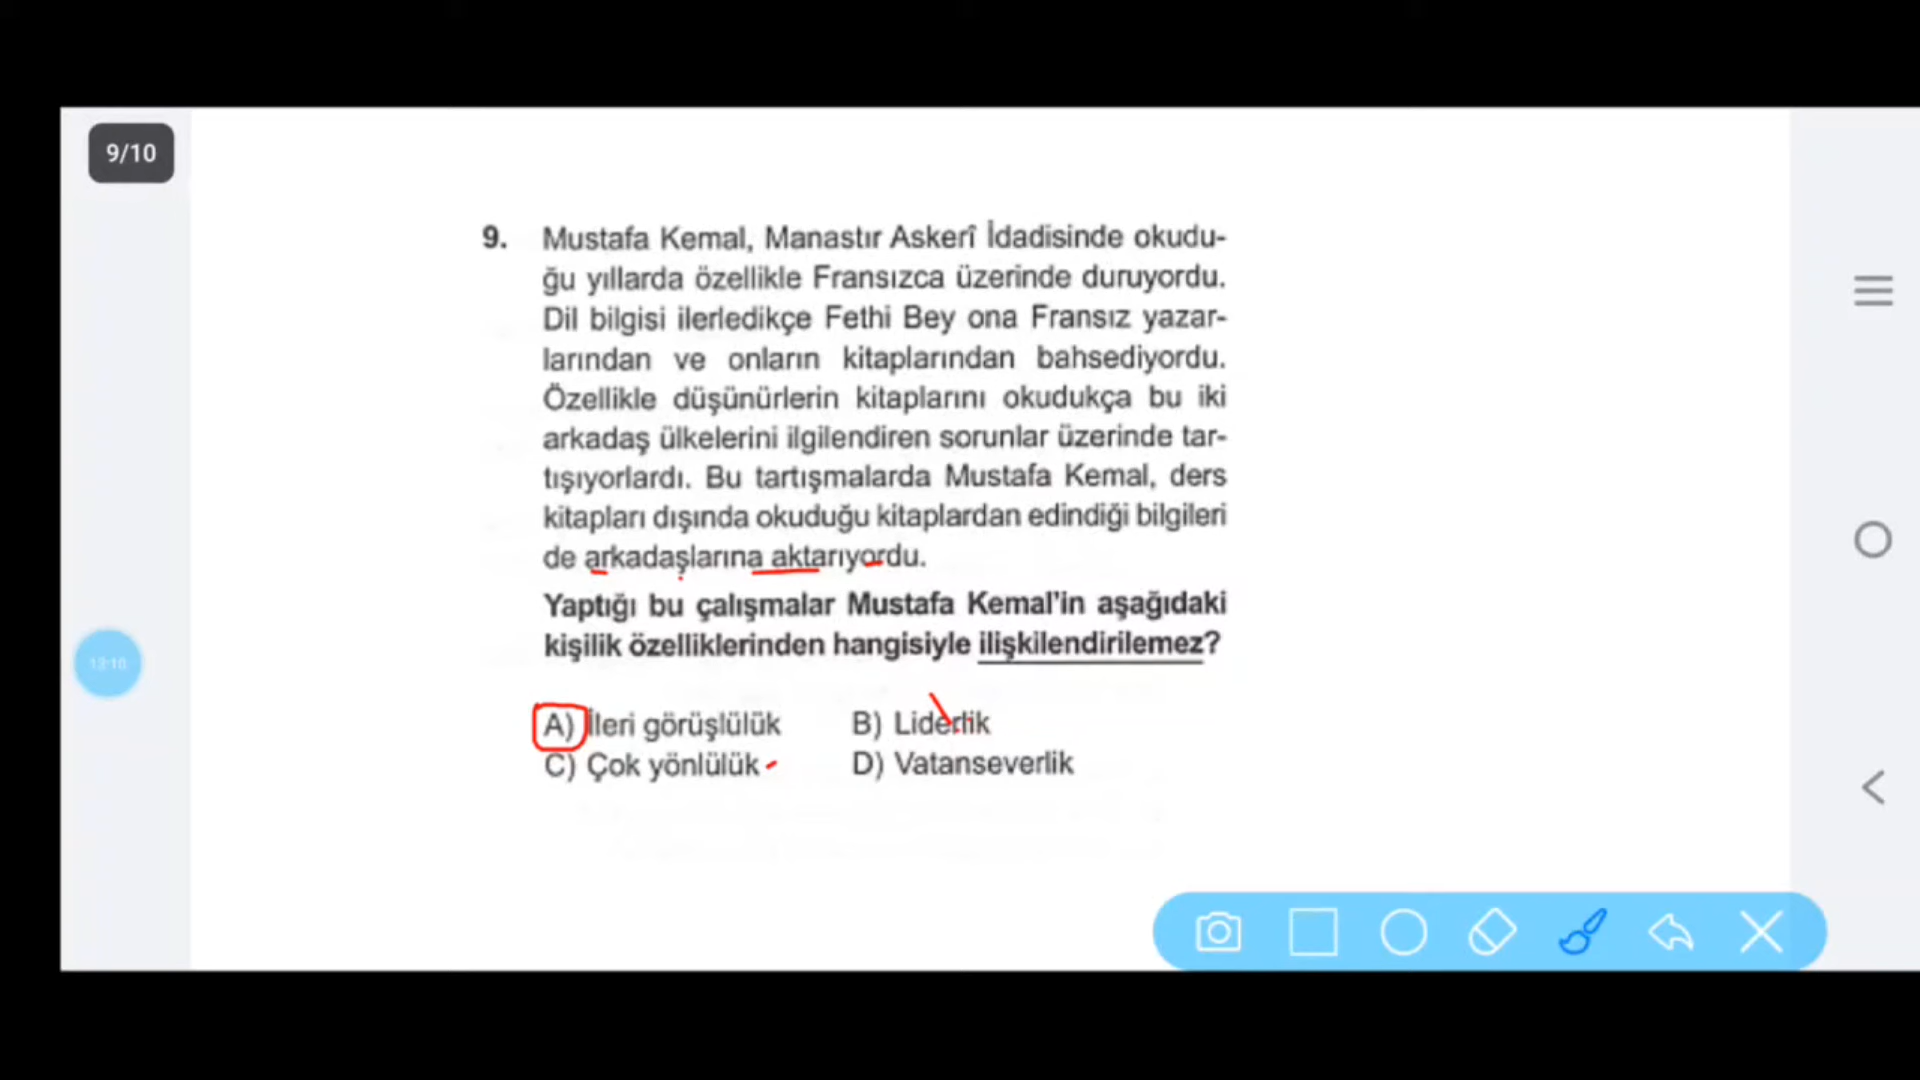 9/10
9. Mustafa Kemal, Manastır Askerî İdadisinde okudu-
ğu yıllarda özellikle Fransızca üzerinde duruyordu.
Dil bilgisi ilerledikçe Fethi Bey ona Fransız yazar-
larından ve onların kitaplarından bahsediyordu.
Özellikle düşünürlerin kitaplarını okudukça bu iki
arkadaş ülkelerini ilgilendiren sorunlar üzerinde tar-
tışıyorlardı. Bu tartışmalarda Mustafa Kemal, ders
kitapları dışında okuduğu kitaplardan edindiği bilgileri
de arkadaşlarına aktarıyordu.
Yaptığı bu çalışmalar Mustafa Kemal'in aşağıdaki
kişilik özelliklerinden hangisiyle ilişkilendirilemez?
13:10
A) İleri görüşlülük B) Liderlik
C) Çok yönlülük D) Vatanseverlik